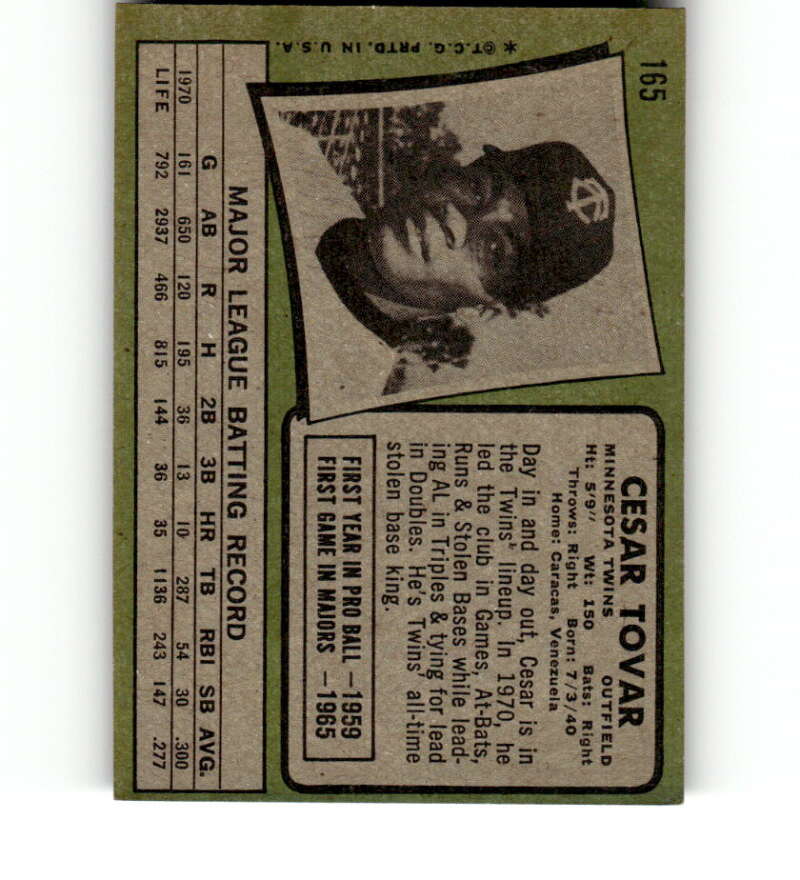 165
* © T.C.G. PRTD. IN U.S.A.
CESAR TOVAR
MINNESOTA TWINS OUTFIELD
Ht: 5'9" Wt: 150 Bats: Right
Throws: Right Born: 7/3/40
Home: Caracas, Venezuela
Day in and day out, Cesar is in
the Twins' lineup. In 1970, he
led the club in Games, At-Bats,
Runs & Stolen Bases while lead-
ing AL in Triples & tying for lead
in Doubles. He's Twins' all-time
stolen base king.
FIRST YEAR IN PRO BALL —1959
FIRST GAME IN MAJORS —1965
MAJOR LEAGUE BATTING RECORD
G AB R H 2B 3B HR TB RBI SB AVG.
1970 161 650 120 195 36 13 10 287 54 30 .300
LIFE 792 2937 466 815 144 36 35 1136 243 147 .277
TC